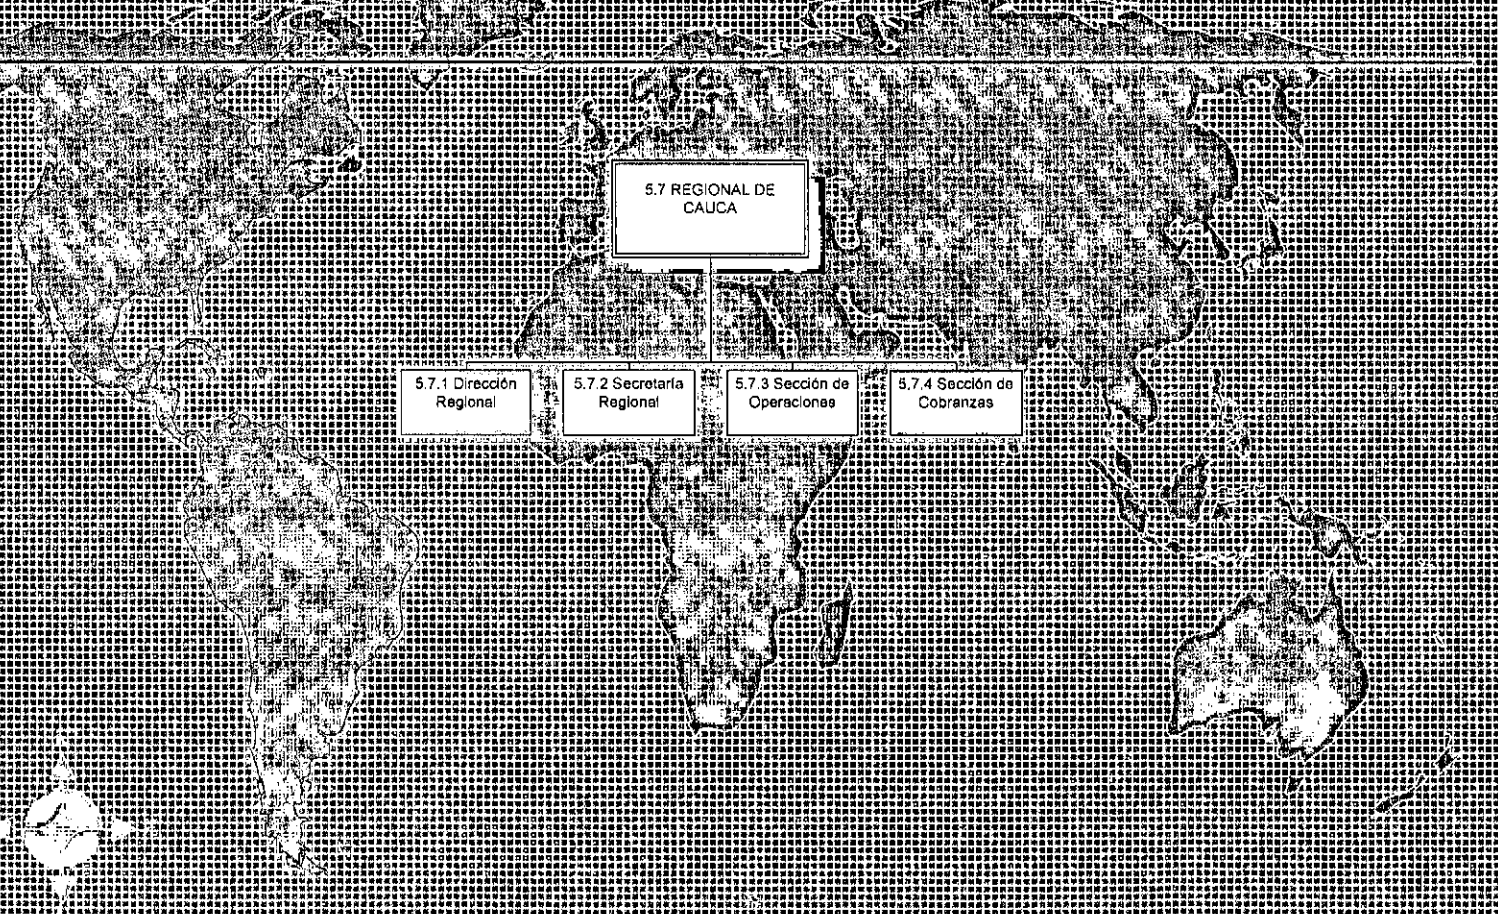 5.7 REGIONAL DE
CAUCA
5.7.1 Dirección
Regional
5.7.2 Secretaría
Regional
5.7.3 Sección de
Operaciones
5.7.4 Sección de
Cobranzas